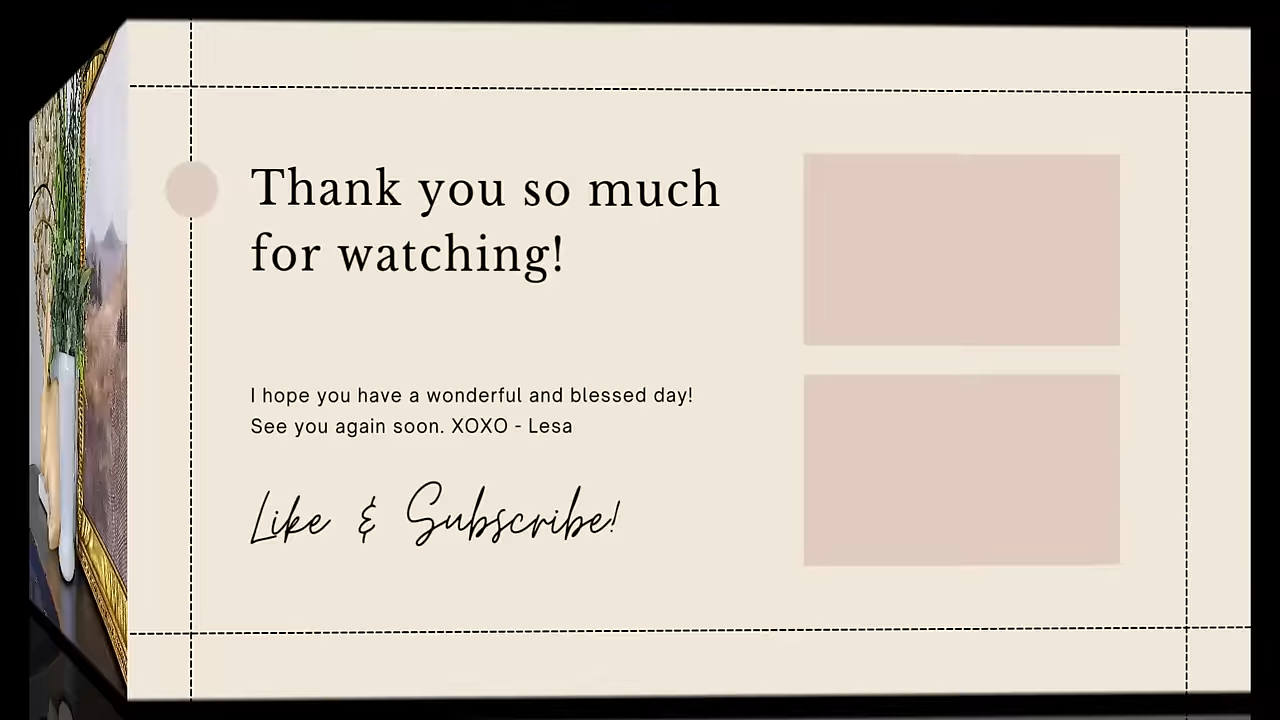 Thank you so much
for watching!
I hope you have a wonderful and blessed day!
See you again soon. XOXO - Lesa
Like & Subscribe!